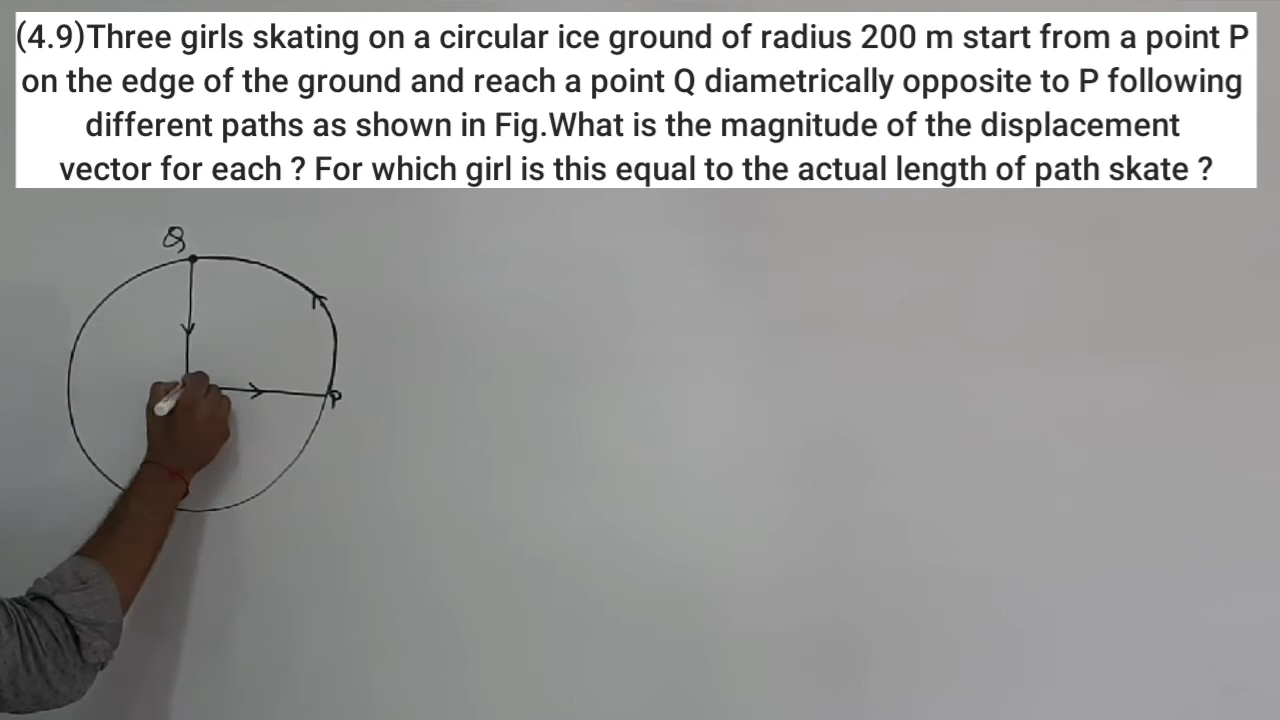 (4.9)Three girls skating on a circular ice ground of radius 200 m start from a point P
on the edge of the ground and reach a point Q diametrically opposite to P following
different paths as shown in Fig.What is the magnitude of the displacement
vector for each ? For which girl is this equal to the actual length of path skate ?
Q
P